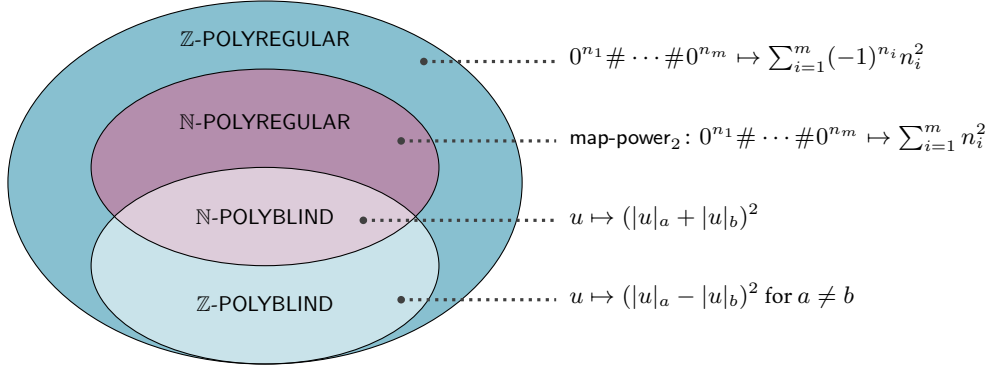 ℤ-POLYREGULAR
0^{n_1}# ⋯ #0^{n_m} ↦ ∑_{i=1}^{m}(-1)^{n_i}n_i^2
ℕ-POLYREGULAR
map-power_2: 0^{n_1}# ⋯ #0^{n_m} ↦ ∑_{i=1}^{m} n_i^2
ℕ-POLYBLIND
u ↦ (|u|_a + |u|_b)^2
ℤ-POLYBLIND
u ↦ (|u|_a − |u|_b)^2 for a ≠ b